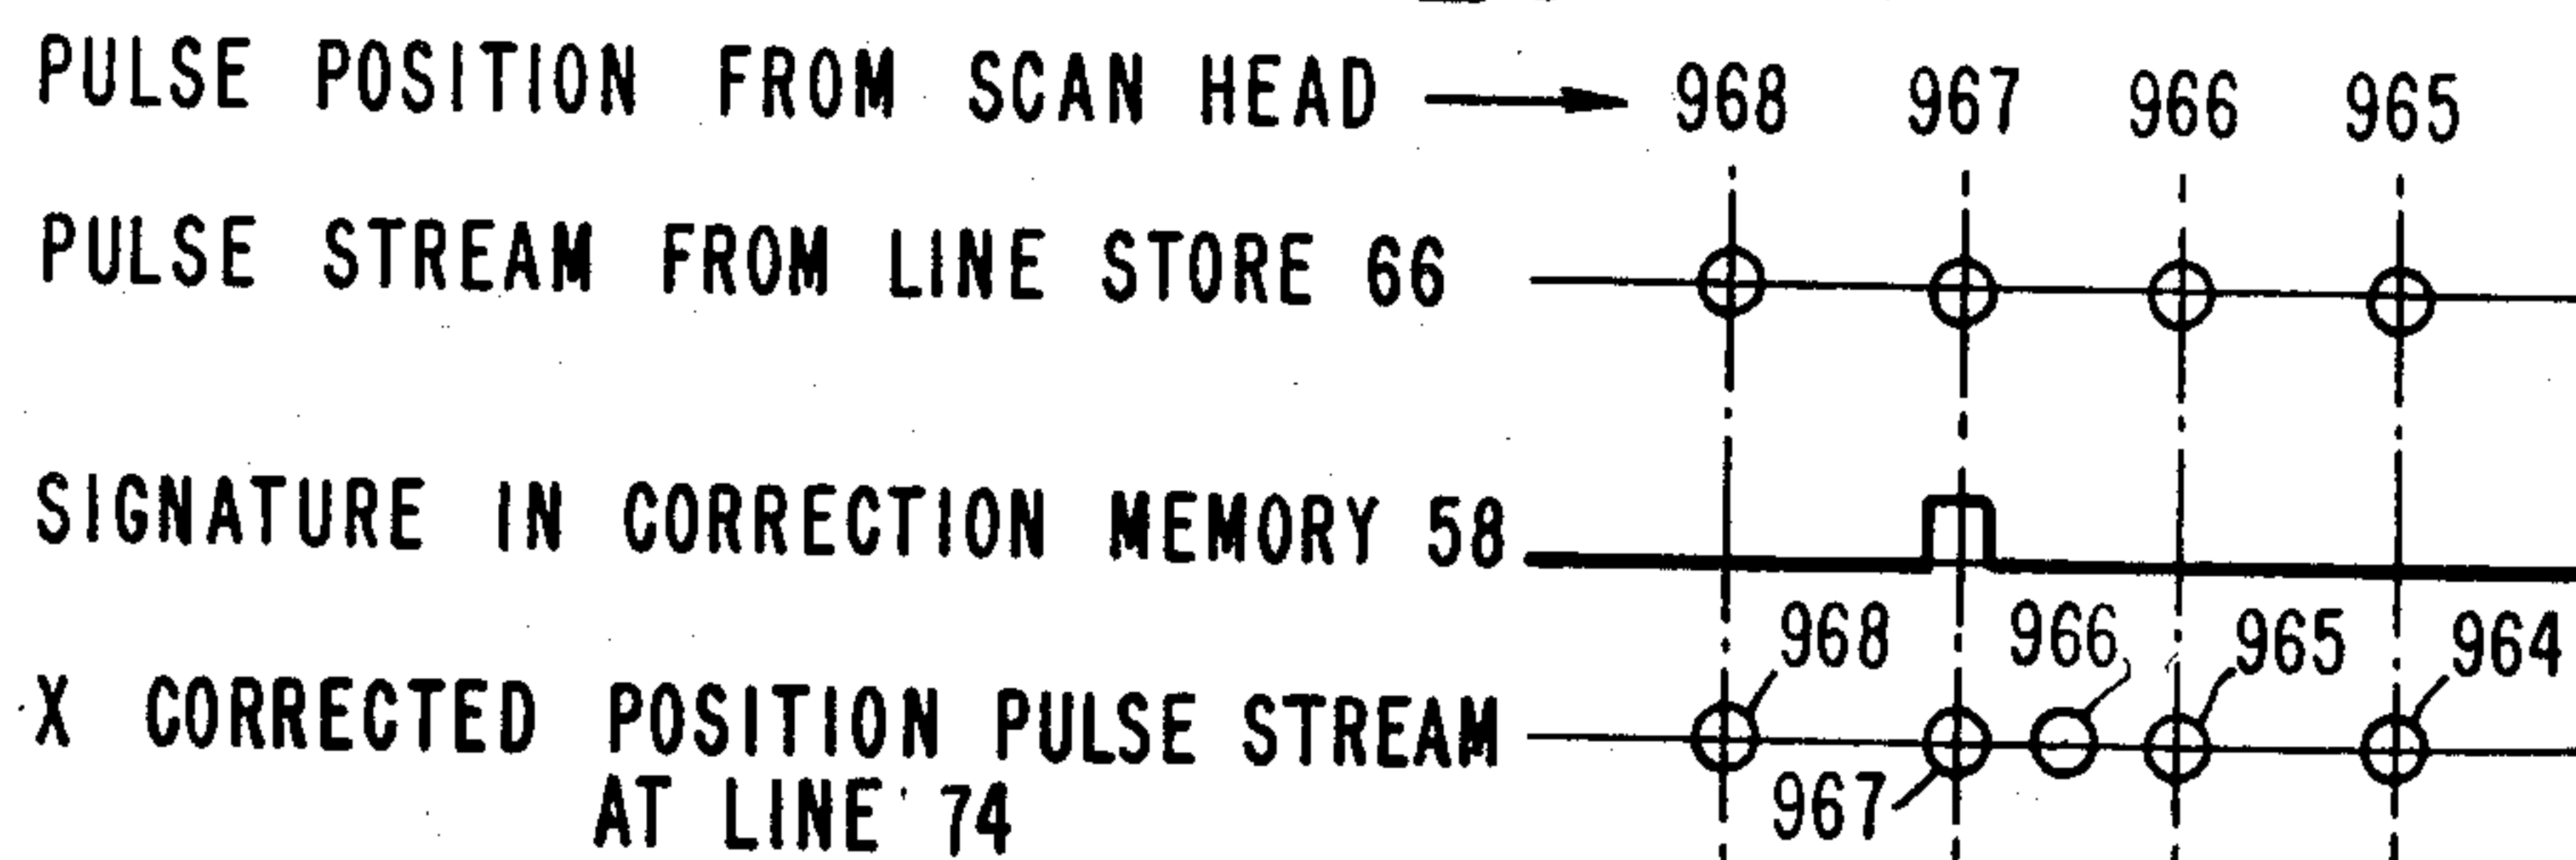 PULSE POSITION FROM SCAN HEAD 968 967 966 965
PULSE STREAM FROM LINE STORE 66
SIGNATURE IN CORRECTION MEMORY 58
968 966 965 964
X CORRECTED POSITION PULSE STREAM
967
AT LINE 74